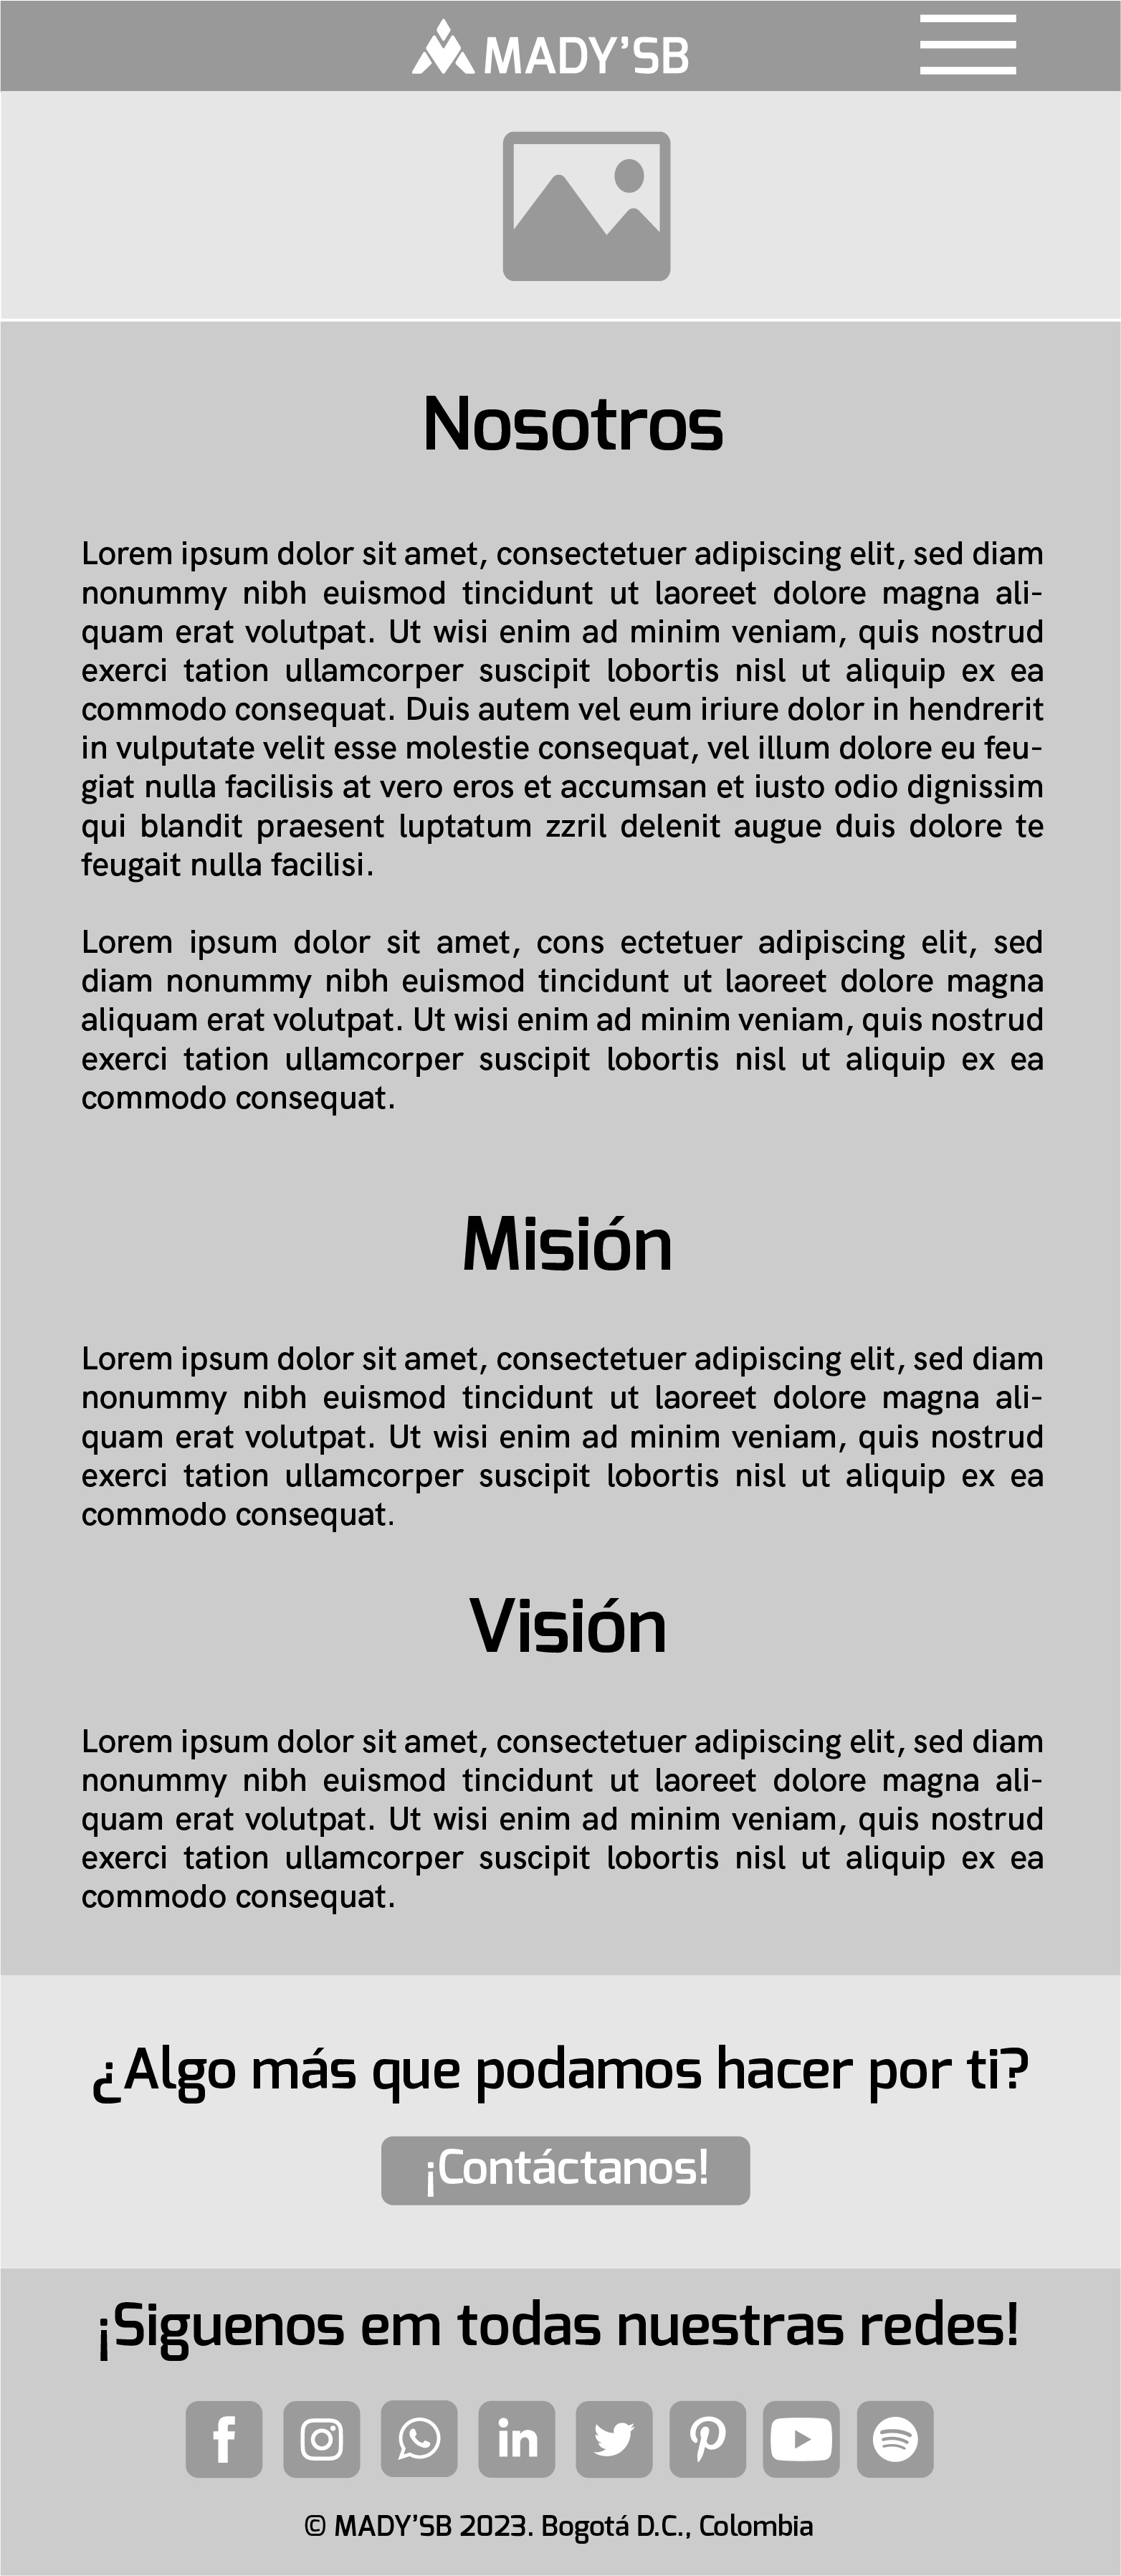 MADY’SB
Nosotros
Lorem ipsum dolor sit amet, consectetuer adipiscing elit, sed diam
nonummy nibh euismod tincidunt ut laoreet dolore magna ali-
quam erat volutpat. Ut wisi enim ad minim veniam, quis nostrud
exerci tation ullamcorper suscipit lobortis nisl ut aliquip ex ea
commodo consequat. Duis autem vel eum iriure dolor in hendrerit
in vulputate velit esse molestie consequat, vel illum dolore eu feu-
giat nulla facilisis at vero eros et accumsan et iusto odio dignissim
qui blandit praesent luptatum zzril delenit augue duis dolore te
feugait nulla facilisi.
Lorem ipsum dolor sit amet, cons ectetuer adipiscing elit, sed
diam nonummy nibh euismod tincidunt ut laoreet dolore magna
aliquam erat volutpat. Ut wisi enim ad minim veniam, quis nostrud
exerci tation ullamcorper suscipit lobortis nisl ut aliquip ex ea
commodo consequat.
Misión
Lorem ipsum dolor sit amet, consectetuer adipiscing elit, sed diam
nonummy nibh euismod tincidunt ut laoreet dolore magna ali-
quam erat volutpat. Ut wisi enim ad minim veniam, quis nostrud
exerci tation ullamcorper suscipit lobortis nisl ut aliquip ex ea
commodo consequat.
Visión
Lorem ipsum dolor sit amet, consectetuer adipiscing elit, sed diam
nonummy nibh euismod tincidunt ut laoreet dolore magna ali-
quam erat volutpat. Ut wisi enim ad minim veniam, quis nostrud
exerci tation ullamcorper suscipit lobortis nisl ut aliquip ex ea
commodo consequat.
¿Algo más que podamos hacer por ti?
¡Contáctanos!
¡Siguenos em todas nuestras redes!
© MADY’SB 2023. Bogotá D.C., Colombia